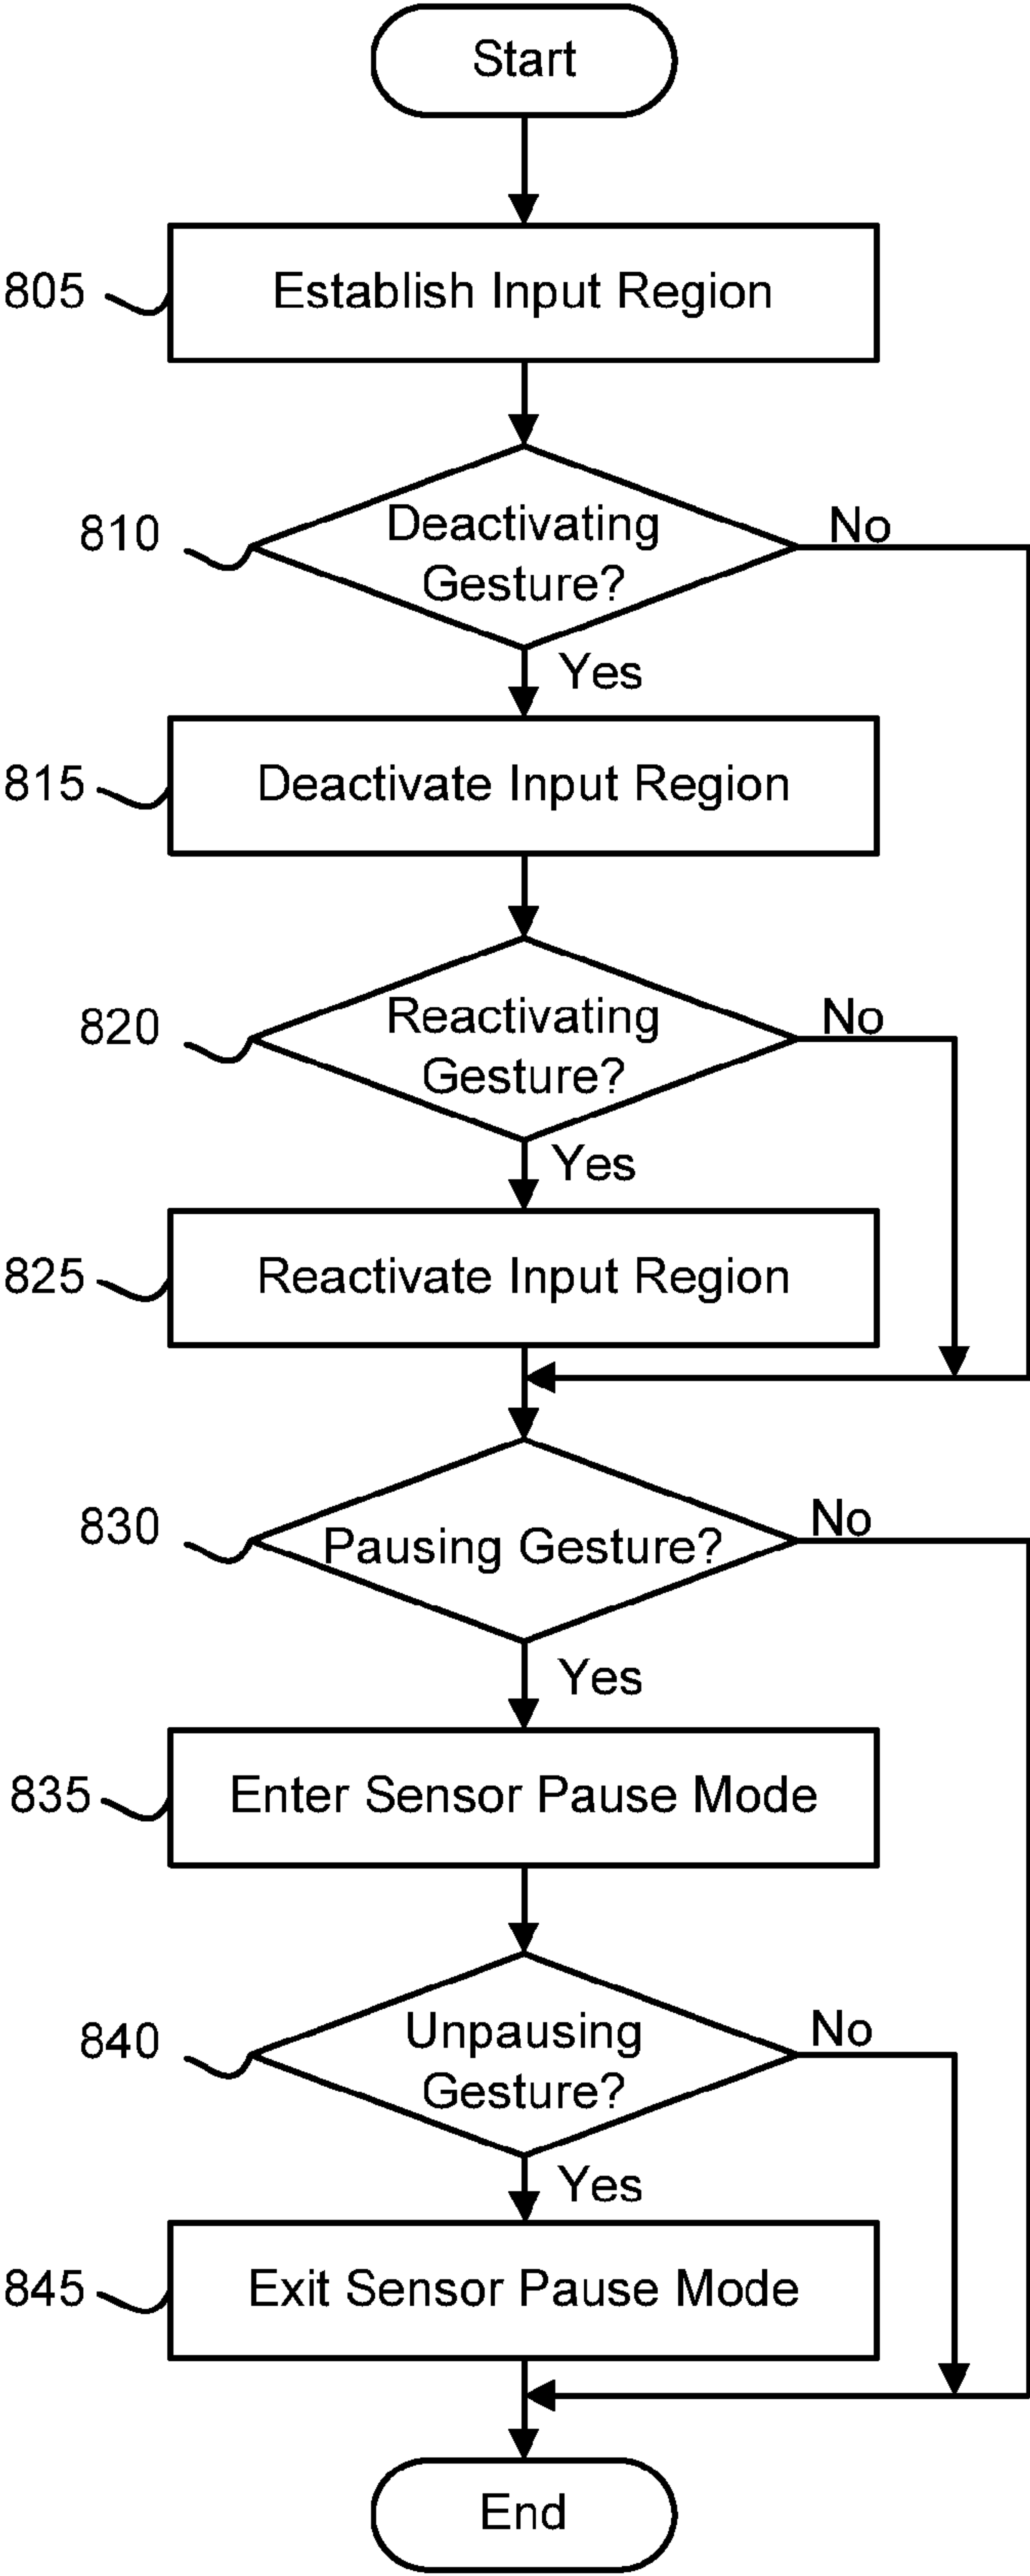 Start
805
Establish Input Region
810
Deactivating
Gesture?
No
Yes
815
Deactivate Input Region
820
Reactivating
Gesture?
No
Yes
825
Reactivate Input Region
830
Pausing Gesture?
No
Yes
835
Enter Sensor Pause Mode
840
Unpausing
Gesture?
No
Yes
845
Exit Sensor Pause Mode
End